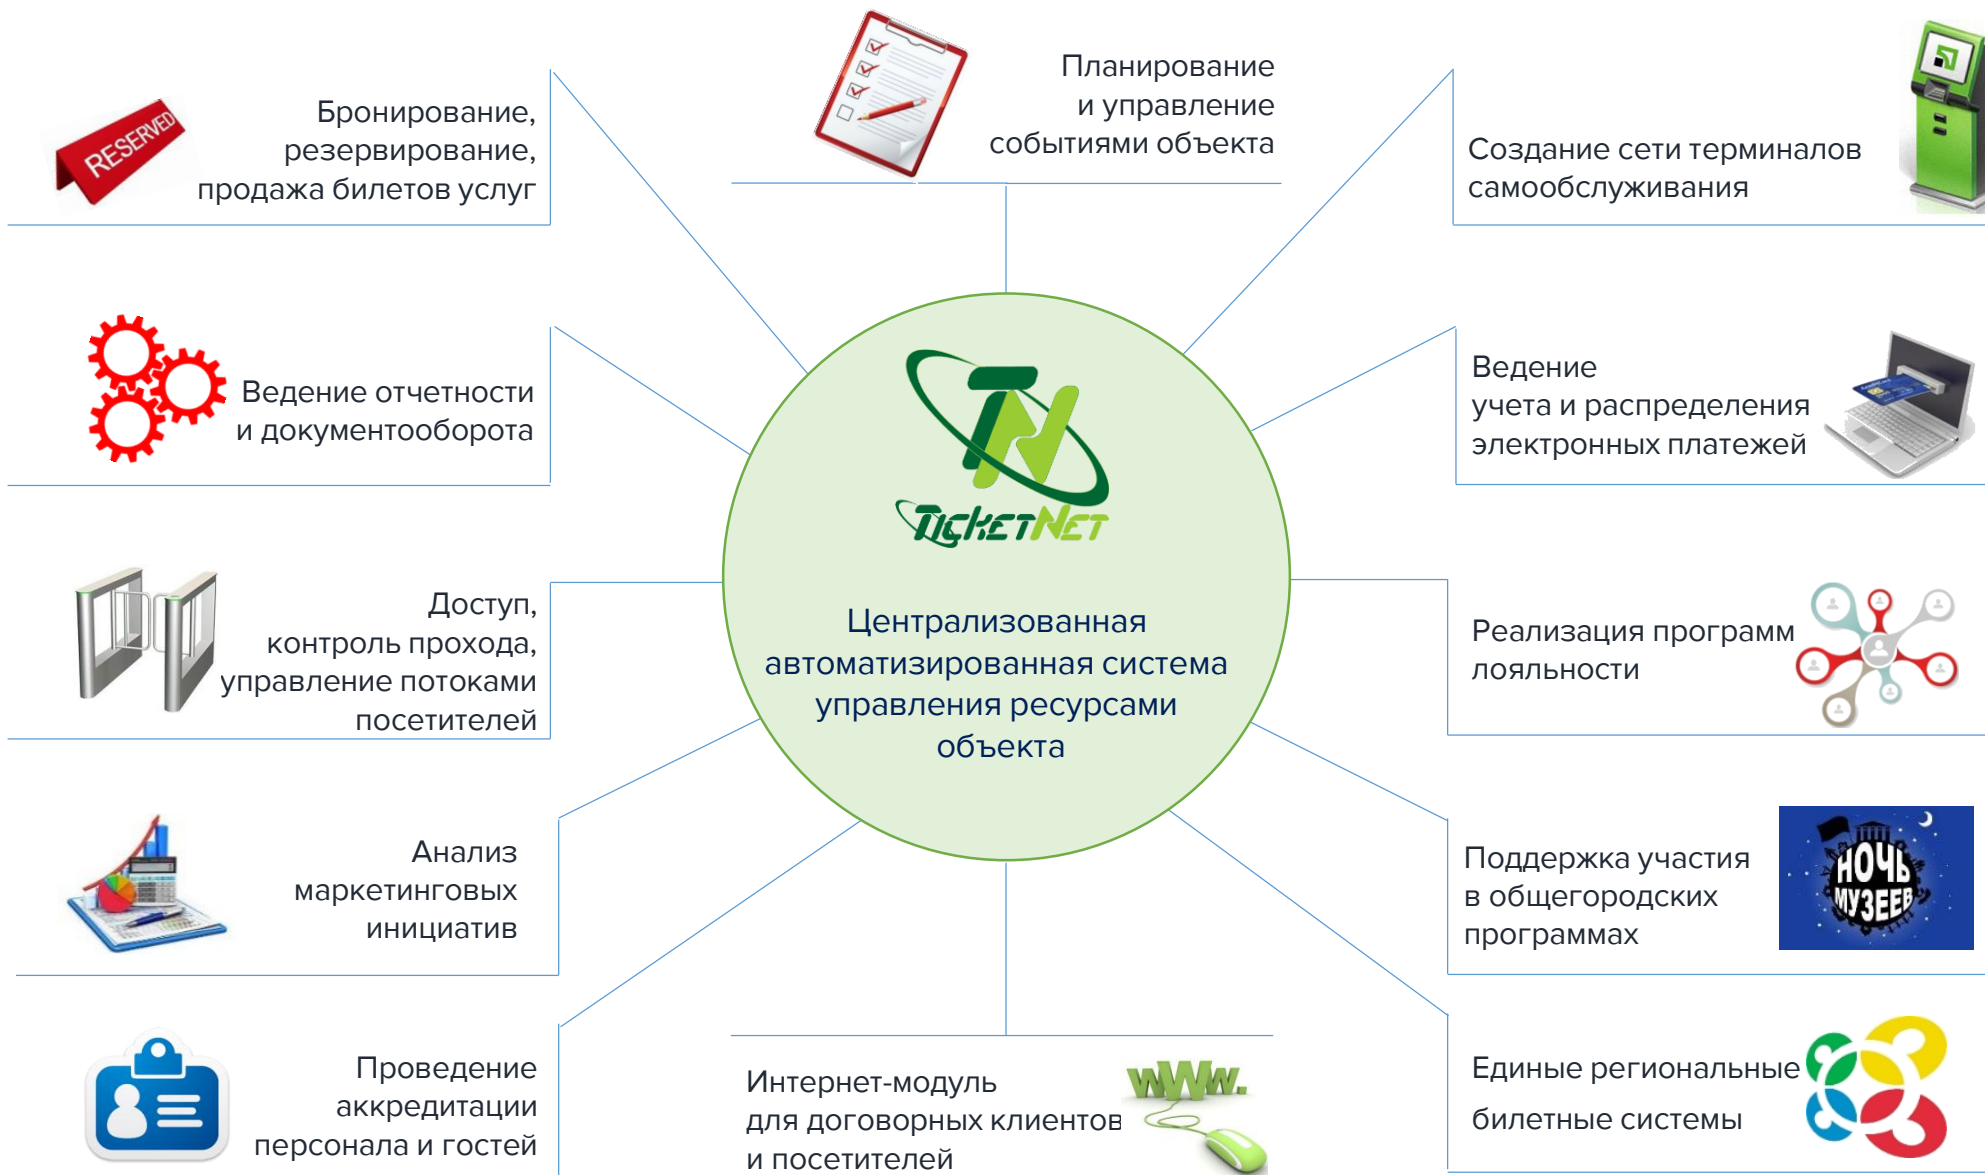 Бронирование,
резервирование,
продажа билетов услуг
RESERVED
Планирование
и управление
событиями объекта
Создание сети терминалов
самообслуживания
Ведение отчетности
и документооборота
Ведение
учета и распределения
электронных платежей
TN
TicketNet
Централизованная
автоматизированная система
управления ресурсами
объекта
Доступ,
контроль прохода,
управление потоками
посетителей
Реализация программ
лояльности
Анализ
маркетинговых
инициатив
Поддержка участия
в общегородских
программах
НОЧЬ
МУЗЕЕВ
Проведение
аккредитации
персонала и гостей
Интернет-модуль
для договорных клиентов
и посетителей
www.
Единые региональные
билетные системы